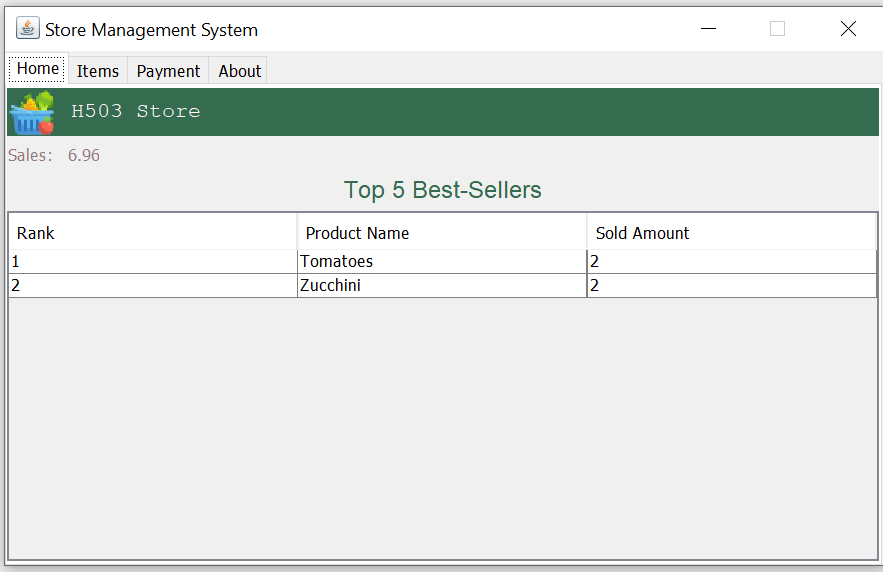 Store Management System
Home Items Payment About
H503 Store
Sales: 6.96
Top 5 Best-Sellers
Rank Product Name Sold Amount
1 Tomatoes 2
2 Zucchini 2